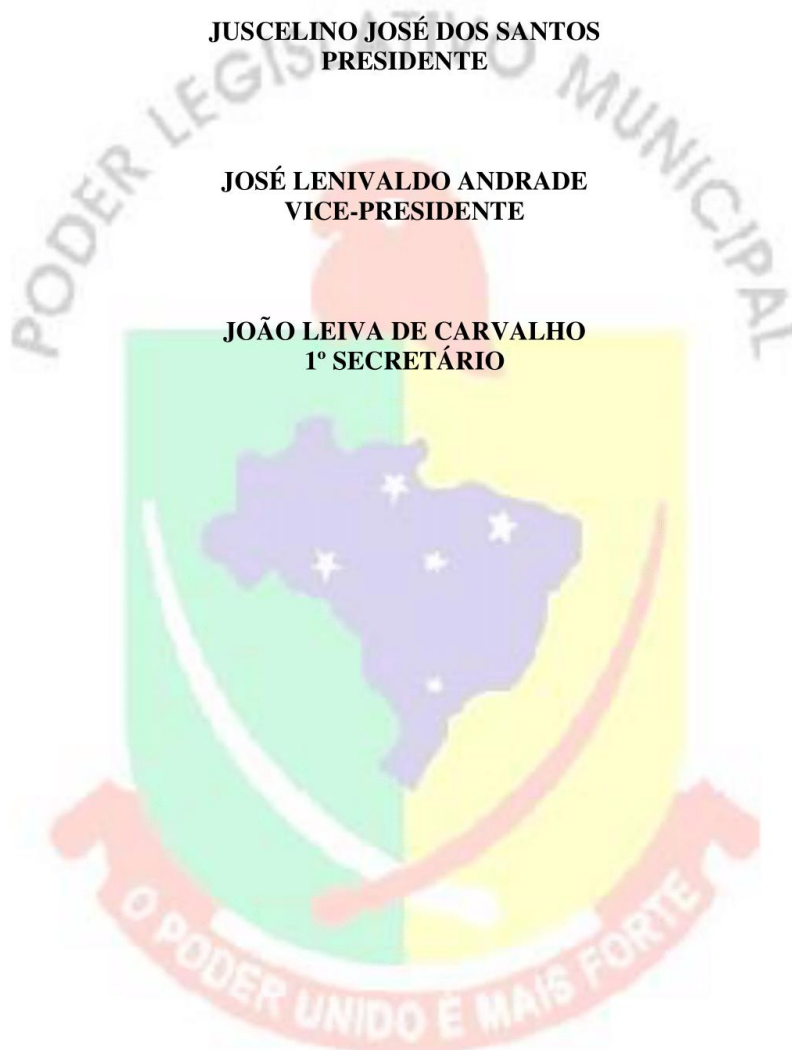 PODER LEGISLATIVO MUNICIPAL
JUSCELINO JOSÉ DOS SANTOS
PRESIDENTE
JOSÉ LENIVALDO ANDRADE
VICE-PRESIDENTE
JOÃO LEIVA DE CARVALHO
1º SECRETÁRIO
O PODER UNIDO É MAIS FORTE